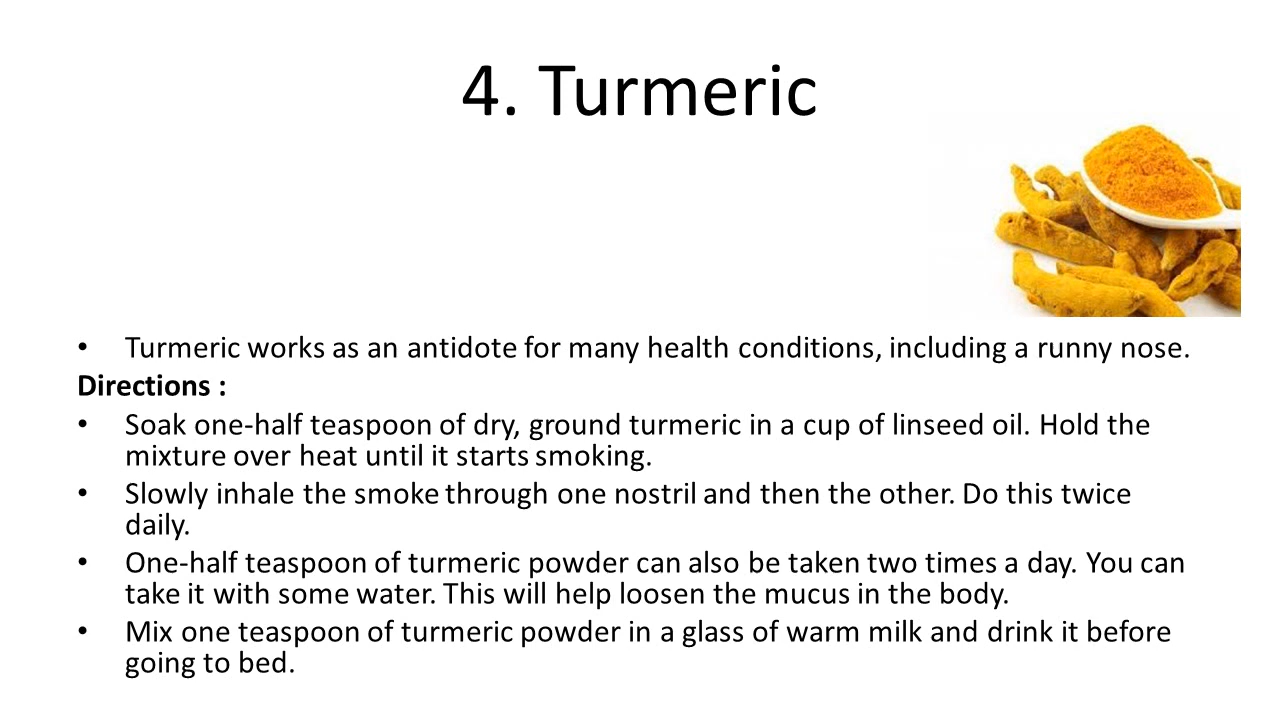 4. Turmeric
• Turmeric works as an antidote for many health conditions, including a runny nose.
Directions :
• Soak one-half teaspoon of dry, ground turmeric in a cup of linseed oil. Hold the
mixture over heat until it starts smoking.
• Slowly inhale the smoke through one nostril and then the other. Do this twice
daily.
• One-half teaspoon of turmeric powder can also be taken two times a day. You can
take it with some water. This will help loosen the mucus in the body.
• Mix one teaspoon of turmeric powder in a glass of warm milk and drink it before
going to bed.